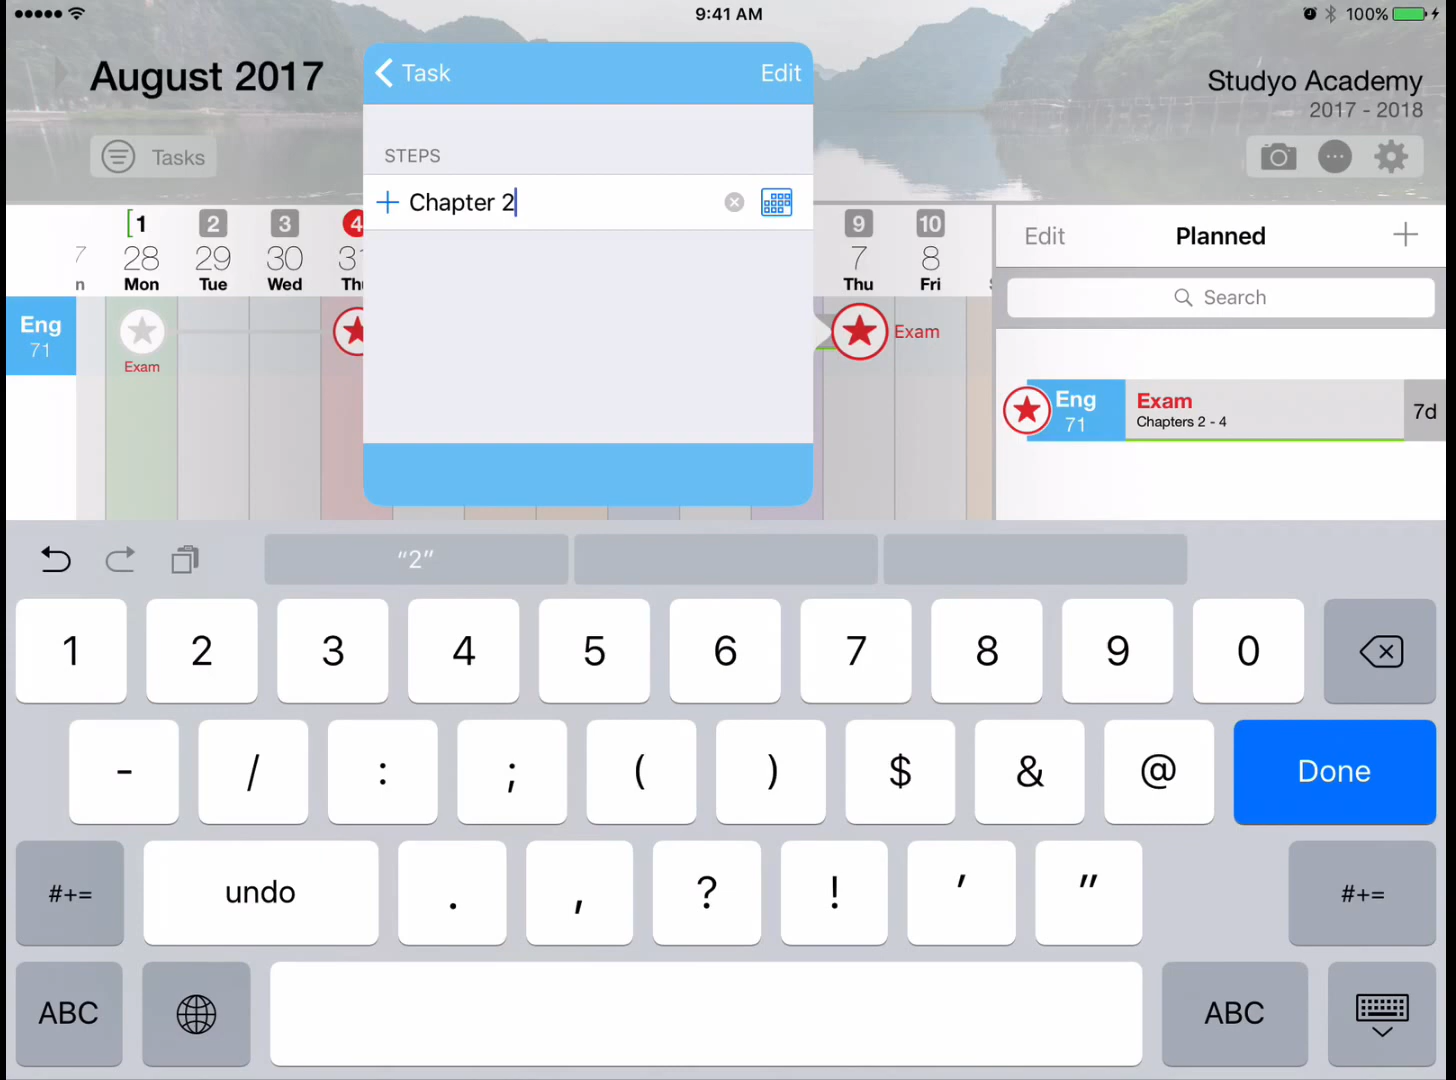 9:41 AM
100%
August 2017
Task
Edit
Studyo Academy
2017 - 2018
Tasks
STEPS
Chapter 2
1
2
3
4
9
10
7
28
29
30
31
7
8
n
Mon
Tue
Wed
Thu
Thu
Fri
Edit
Planned
Search
Eng
71
Exam
Exam
Eng
71
Exam
Chapters 2 - 4
7d
“2”
1 2 3 4 5 6 7 8 9 0
- / : ; ( ) $ & @ Done
#+= undo . , ? ! ' " #+=
ABC ABC